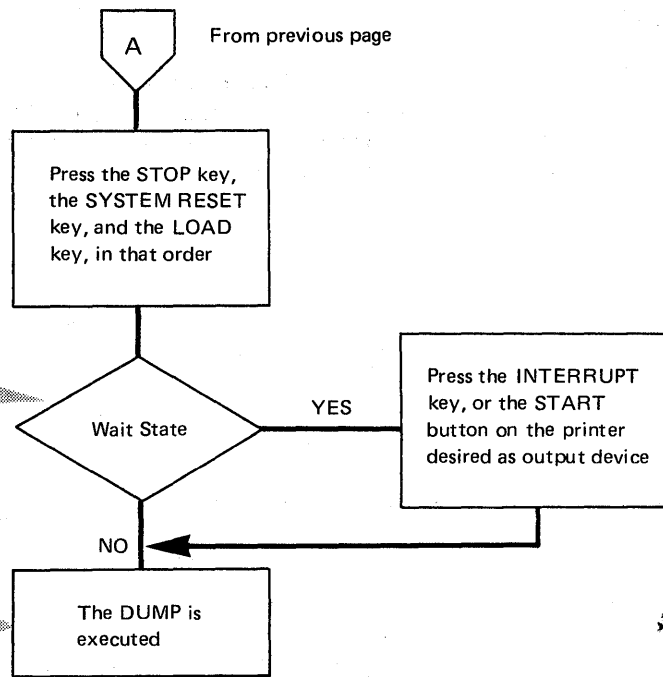 A
From previous page
Press the STOP key,
the SYSTEM RESET
key, and the LOAD
key, in that order
Wait State
YES
Press the INTERRUPT
key, or the START
button on the printer
desired as output device
NO
The DUMP is
executed